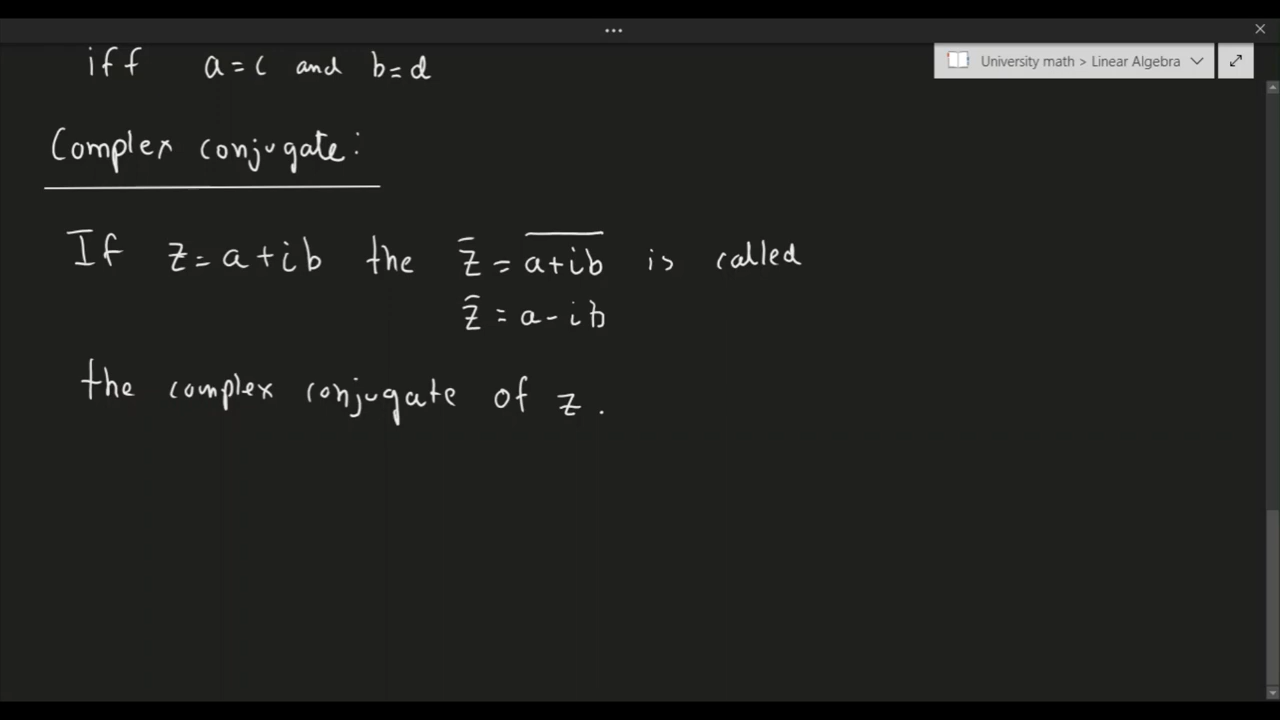 ...
University math > Linear Algebra
iff a = c and b = d
Complex conjugate:
If z = a + ib the z̄ = \overline{a+ib} is called
z̄ = a - ib
the complex conjugate of z.